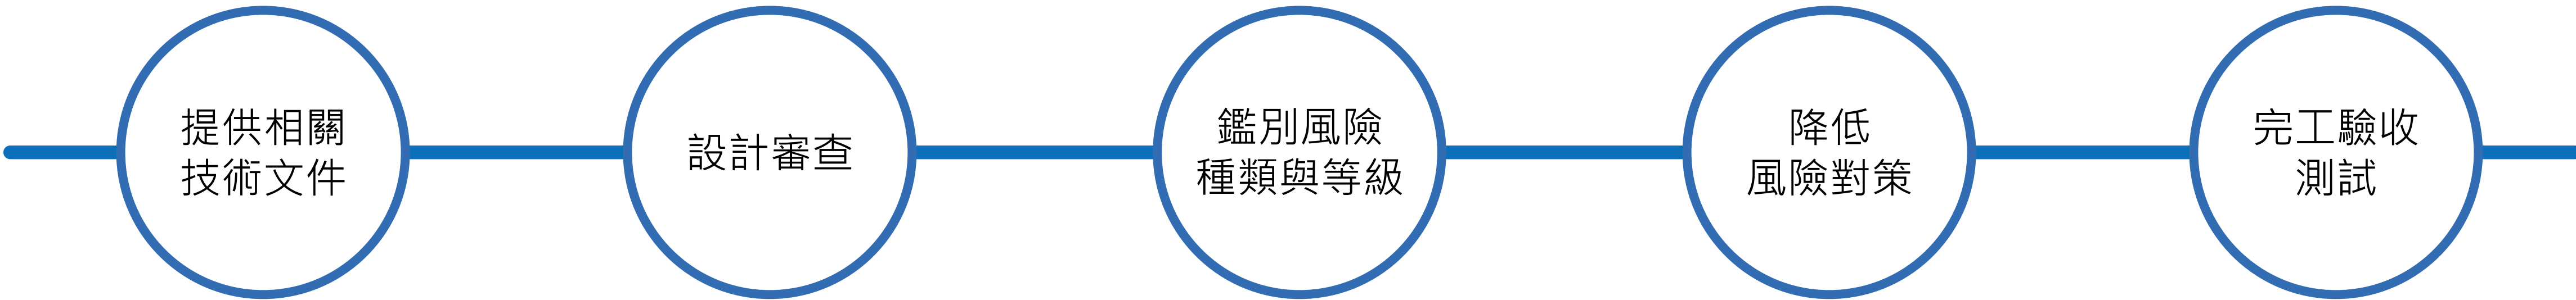 提供相關
技術文件
設計審查
鑑別風險
種類與等級
降低
風險對策
完工驗收
測試